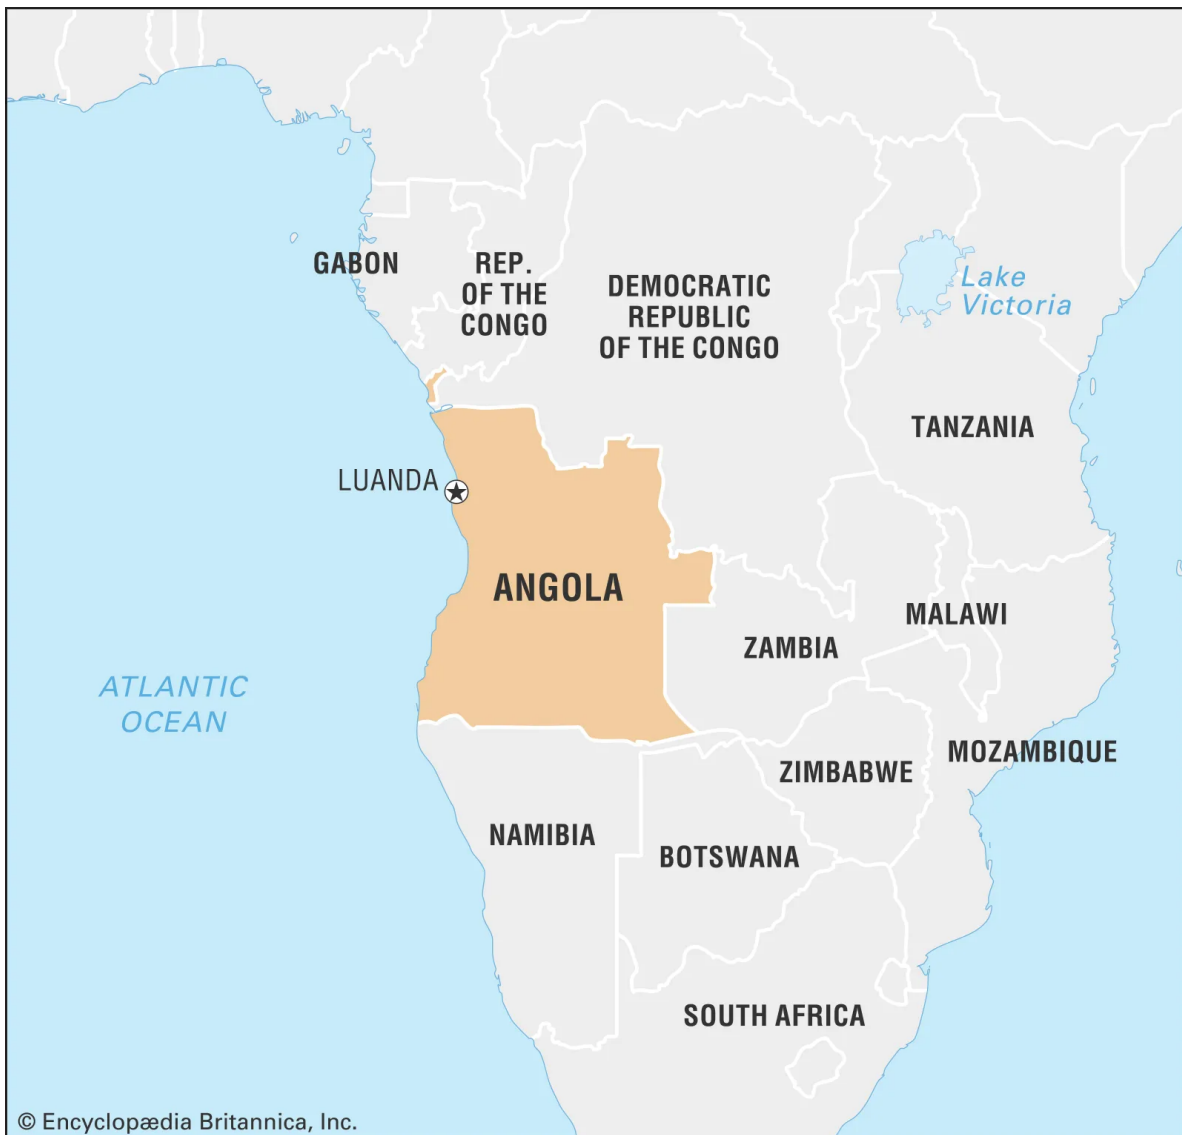 GABON
REP.
OF THE
CONGO
DEMOCRATIC
REPUBLIC
OF THE CONGO
Lake
Victoria
TANZANIA
LUANDA
ANGOLA
MALAWI
ZAMBIA
ATLANTIC
OCEAN
MOZAMBIQUE
ZIMBABWE
NAMIBIA
BOTSWANA
SOUTH AFRICA
© Encyclopædia Britannica, Inc.